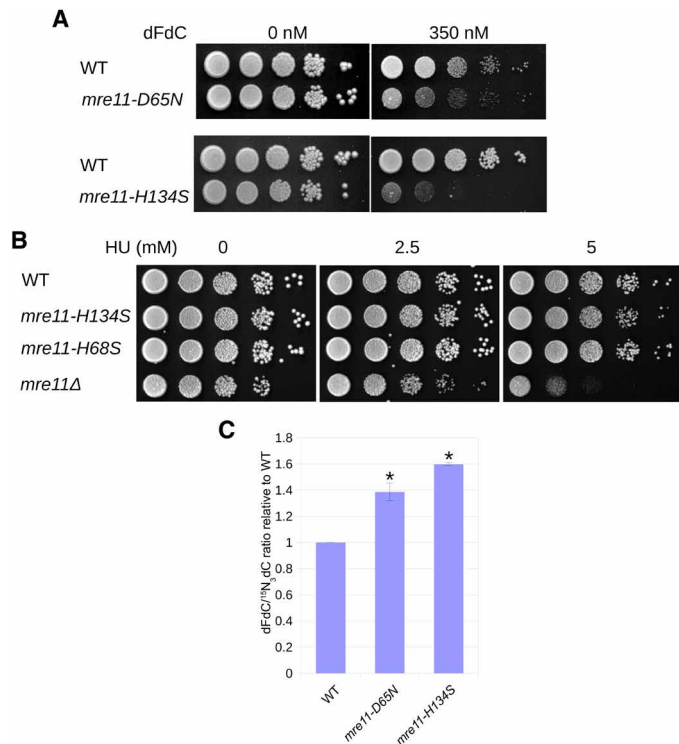 A
dFdC 0 nM 350 nM
WT
mre11-D65N
WT
mre11-H134S
B
HU (mM) 0 2.5 5
WT
mre11-H134S
mre11-H68S
mre11Δ
C
dFdC/¹⁵N₃dC ratio relative to WT
1.8
1.6
1.4
1.2
1
0.8
0.6
0.4
0.2
0
* *
WT mre11-D65N mre11-H134S